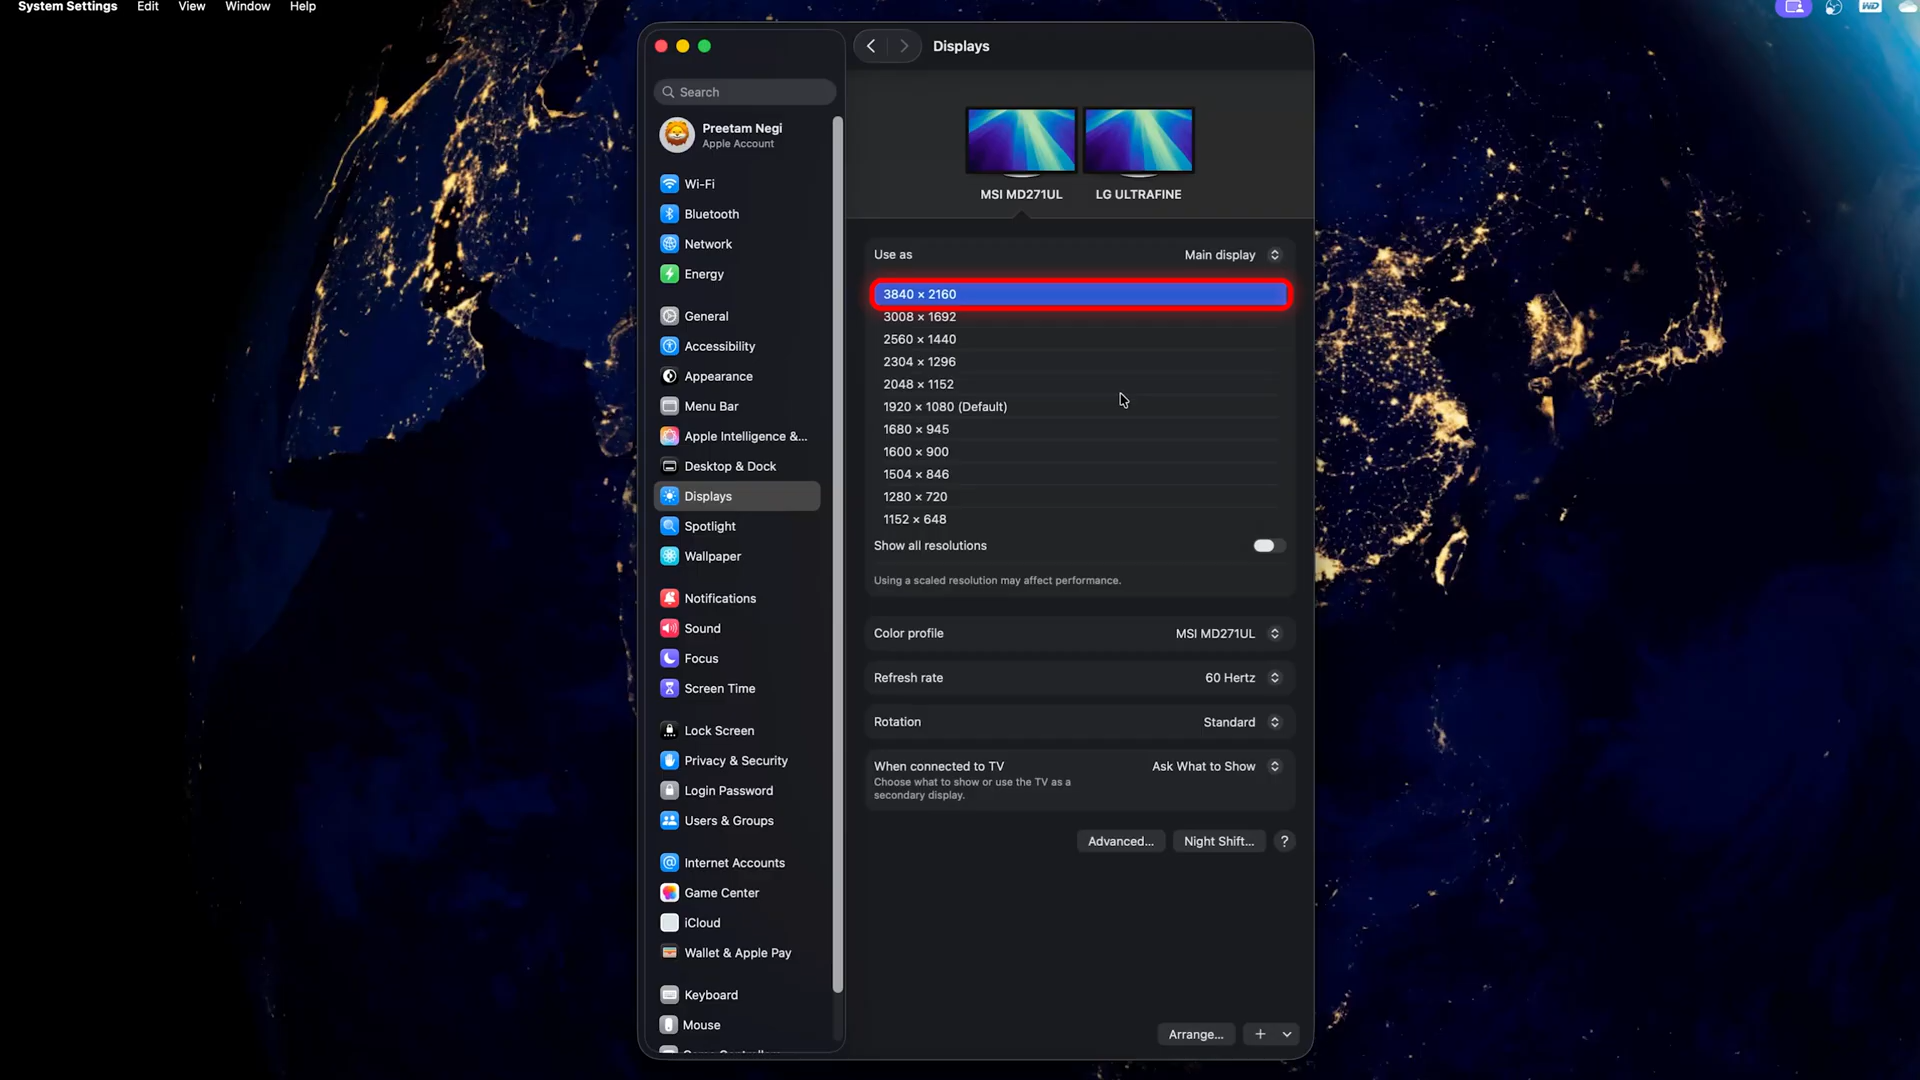 System Settings Edit View Window Help
WD
Displays
Search
Preetam Negi
Apple Account
Wi-Fi
Bluetooth
Network
Energy
General
Accessibility
Appearance
Menu Bar
Apple Intelligence &...
Desktop & Dock
Displays
Spotlight
Wallpaper
Notifications
Sound
Focus
Screen Time
Lock Screen
Privacy & Security
Login Password
Users & Groups
Internet Accounts
Game Center
iCloud
Wallet & Apple Pay
Keyboard
Mouse
MSI MD271UL LG ULTRAFINE
Use as Main display
3840 × 2160
3008 × 1692
2560 × 1440
2304 × 1296
2048 × 1152
1920 × 1080 (Default)
1680 × 945
1600 × 900
1504 × 846
1280 × 720
1152 × 648
Show all resolutions
Using a scaled resolution may affect performance.
Color profile MSI MD271UL
Refresh rate 60 Hertz
Rotation Standard
When connected to TV Ask What to Show
Choose what to show or use the TV as a
secondary display.
Advanced... Night Shift... ?
Arrange... +